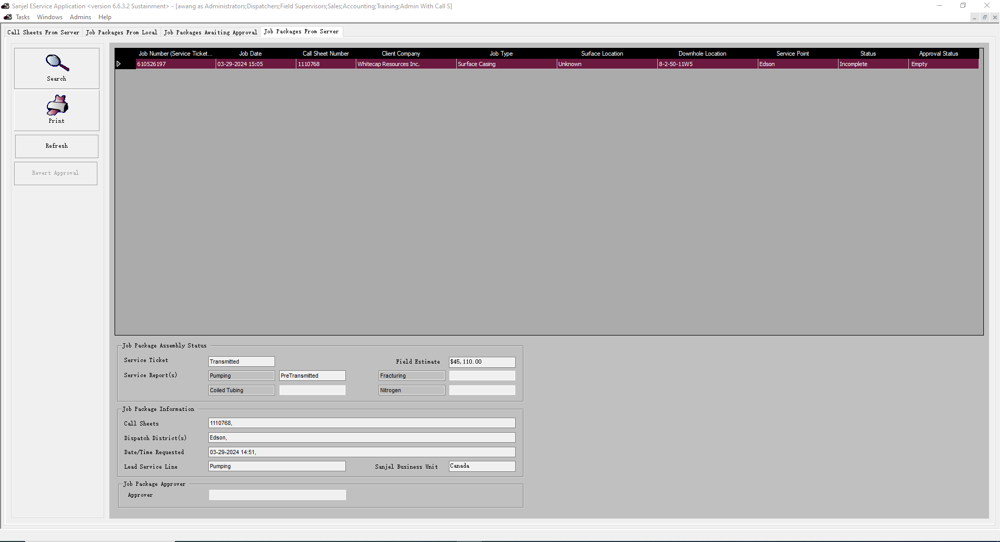 Sanjel EService Application <version 6.6.3.2 Sustainment> - [awang as Administrators;Dispatchers;Field Supervisors;Sales;Accounting;Training;Admin With Call S]
Tasks Windows Admins Help
Call Sheets From Server Job Packages From Local Job Packages Awaiting Approval Job Packages From Server
Search
Print
Refresh
Revert Approval
Job Number (Service Ticket... Job Date Call Sheet Number Client Company Job Type Surface Location Downhole Location Service Point Status Approval Status
610526197 03-29-2024 15:05 1110768 Whitecap Resources Inc. Surface Casing Unknown 8-2-50-11W5 Edson Incomplete Empty
Job Package Assembly Status
Service Ticket Transmitted Field Estimate $45,110.00
Service Report(s) Pumping PreTransmitted Fracturing
Coiled Tubing Nitrogen
Job Package Information
Call Sheets 1110768,
Dispatch District(s) Edson,
Date/Time Requested 03-29-2024 14:51,
Lead Service Line Pumping Sanjel Business Unit Canada
Job Package Approver
Approver